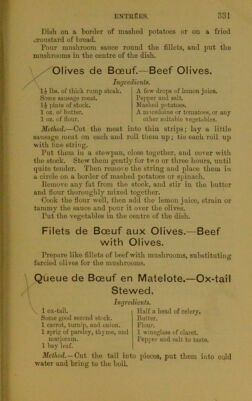 ENTRÉES. 331
Dish on a border of mashed potatoes or on a fried
croustard of bread.
Pour mushroom sauce round the fillets, and put the
mushrooms in the centre of the dish.
Olives de Bœuf.—Beef Olives.
Ingredients.
1½ lbs. of thick rump steak.
Some sausage meat.
1½ pints of stock.
1 oz. of butter.
1 oz. of flour.
A few drops of lemon juice.
Pepper and salt.
Mashed potatoes.
A macédoine or tomatoes, or any
other suitable vegetables.
Method.—Cut the meat into thin strips; lay a little
sausage meat on each and roll them up; tie each roll up
with fine string.
Put them in a stewpan, close together, and cover with
the stock. Stew them gently for two or three hours, until
quite tender. Then remove the string and place them in
a circle on a border of mashed potatoes or spinach.
Remove any fat from the stock, and stir in the butter
and flour thoroughly mixed together.
Cook the flour well, then add the lemon juice, strain or
tammy the sauce and pour it over the olives.
Put the vegetables in the centre of the dish.
Filets de Bœuf aux Olives.—Beef
with Olives.
Prepare like fillets of beef with mushrooms, substituting
farcied olives for the mushrooms.
Queue de Bœuf en Matelote.—Ox-tail
Stewed.
Ingredients.
1 ox-tail.
Some good second stock.
1 carrot, turnip, and onion.
1 sprig of parsley, thyme, and
marjoram.
1 bay leaf.
Half a head of celery.
Butter.
Flour.
1 wineglass of claret.
Pepper and salt to taste.
Method.—Cut the tail into pieces, put them into cold
water and bring to the boil.